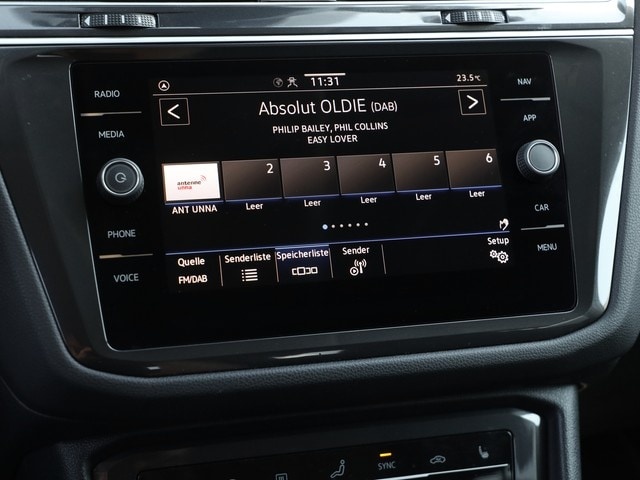 RADIO
MEDIA
PHONE
VOICE
11:31
23.5°C
Absolut OLDIE (DAB)
PHILIP BAILEY, PHIL COLLINS
EASY LOVER
antenne
unna
2
3
4
5
6
ANT UNNA
Leer
Leer
Leer
Leer
Leer
Quelle
FM/DAB
Senderliste
Speicherliste
Sender
Setup
NAV
APP
CAR
MENU
SYNC